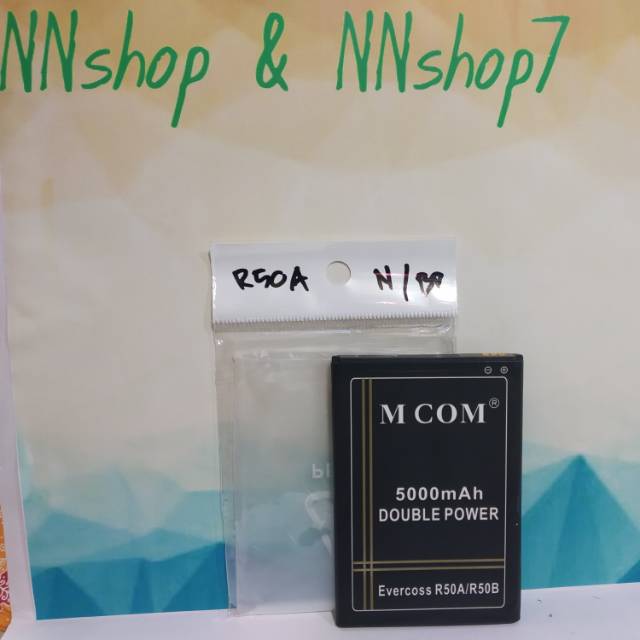 NNshop & NNshop7
R50A N/
M COM®
5000mAh
DOUBLE POWER
Evercoss R50A/R50B